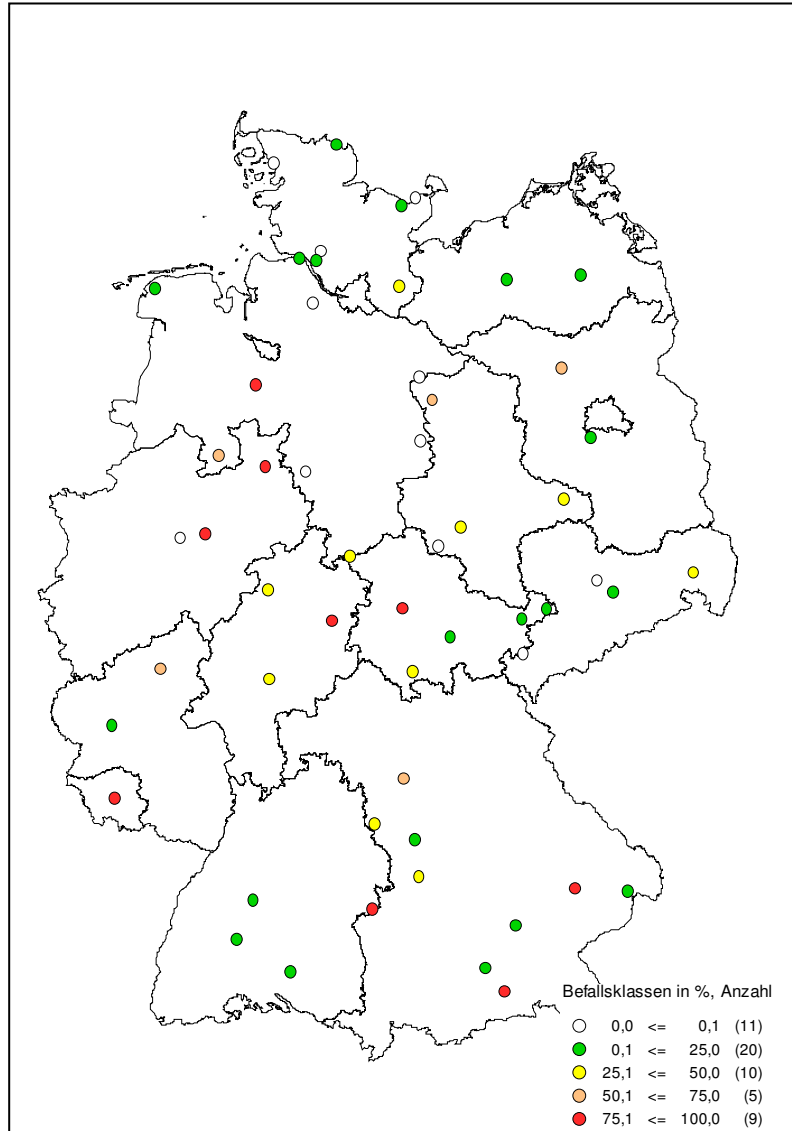 Befallsklassen in %, Anzahl
0,0 <= 0,1 (11)
0,1 <= 25,0 (20)
25,1 <= 50,0 (10)
50,1 <= 75,0 (5)
75,1 <= 100,0 (9)